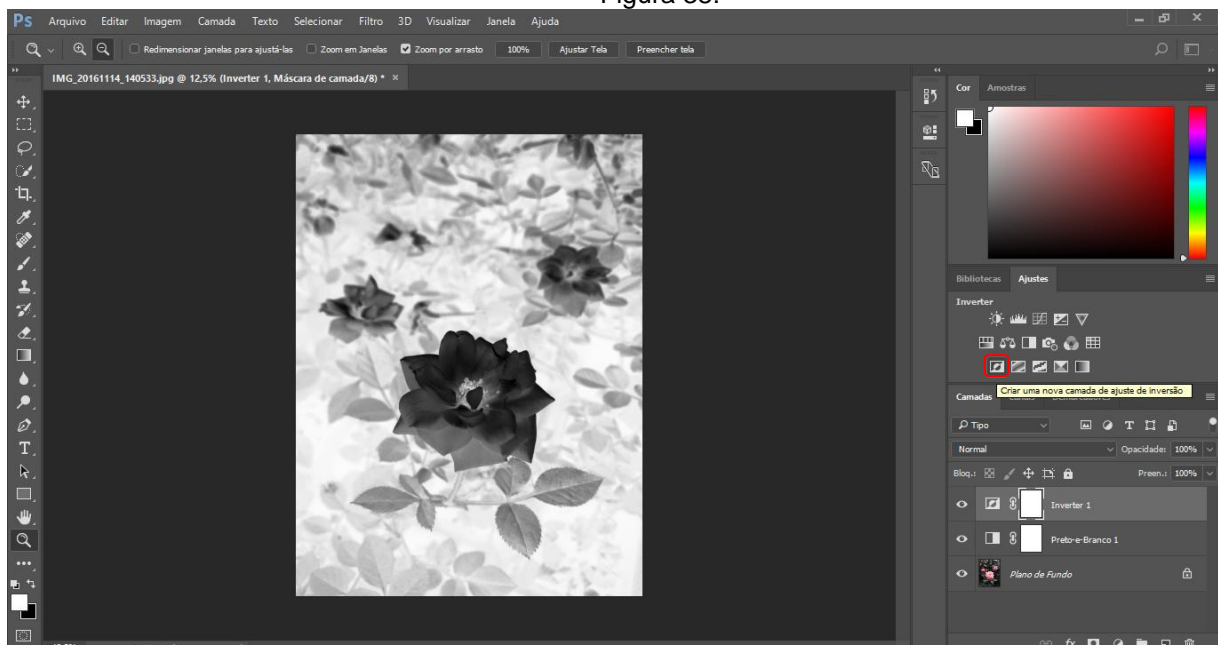 Figura 38.
Ps Arquivo Editar Imagem Camada Texto Selecionar Filtro 3D Visualizar Janela Ajuda
Redimensionar janelas para ajustá-las Zoom em Janelas Zoom por arrasto 100% Ajustar Tela Preencher tela
IMG_20161114_140533.jpg @ 12,5% (Inverter 1, Máscara de camada/8) * ×
Cor Amostras
Bibliotecas Ajustes
Inverter
Criar uma nova camada de ajuste de inversão
Camadas
Tipo
Normal Opacidade: 100%
Bloq.: Preen.: 100%
Inverter 1
Preto-e-Branco 1
Plano de Fundo
fx